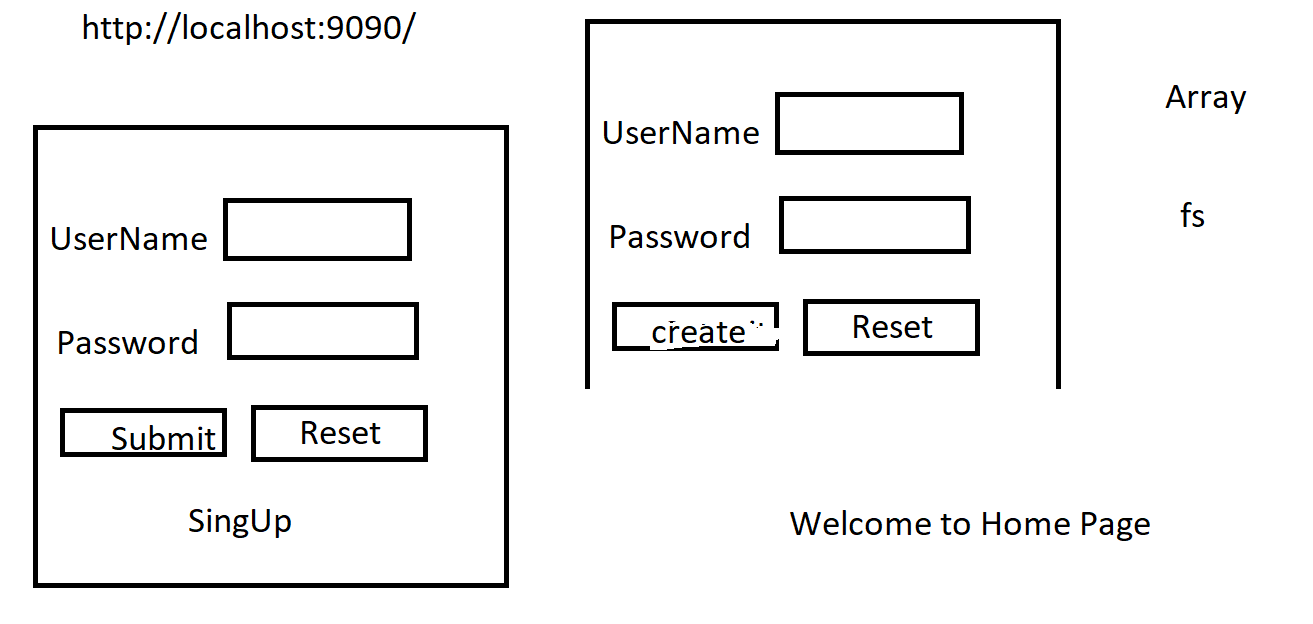 http://localhost:9090/
UserName
Password
Submit
Reset
SingUp
UserName
Password
create
Reset
Welcome to Home Page
Array
fs